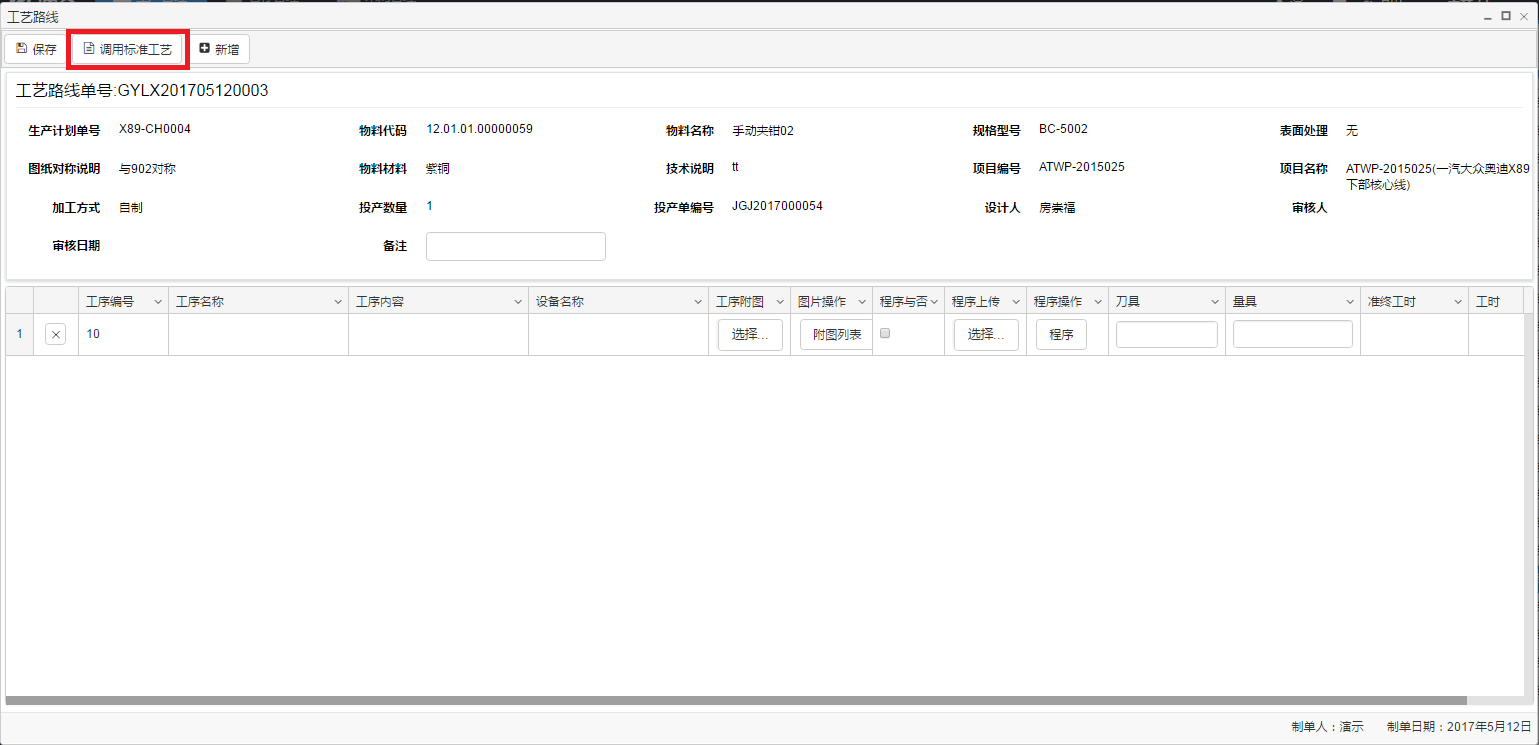 工艺路线
保存 调用标准工艺 新增
工艺路线单号:GYLX201705120003
生产计划单号 X89-CH0004 物料代码 12.01.01.00000059 物料名称 手动夹钳02 规格型号 BC-5002 表面处理 无
图纸对称说明 与902对称 物料材料 紫铜 技术说明 tt 项目编号 ATWP-2015025 项目名称 ATWP-2015025(一汽大众奥迪X89
下部核心线)
加工方式 自制 投产数量 1 投产单编号 JGJ2017000054 设计人 房崇福 审核人
审核日期 备注
工序编号 工序名称 工序内容 设备名称 工序附图 图片操作 程序与否 程序上传 程序操作 刀具 量具 准终工时 工时
1 10 选择... 附图列表 选择... 程序
制单人：演示 制单日期：2017年5月12日